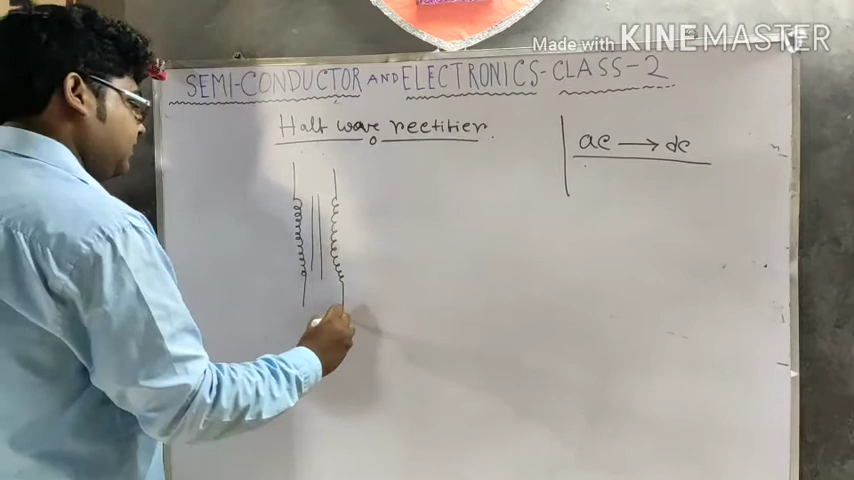 Made with KINEMASTER
SEMI-CONDUCTOR AND ELECTRONICS-CLASS-2
Half wave rectifier
ac → dc